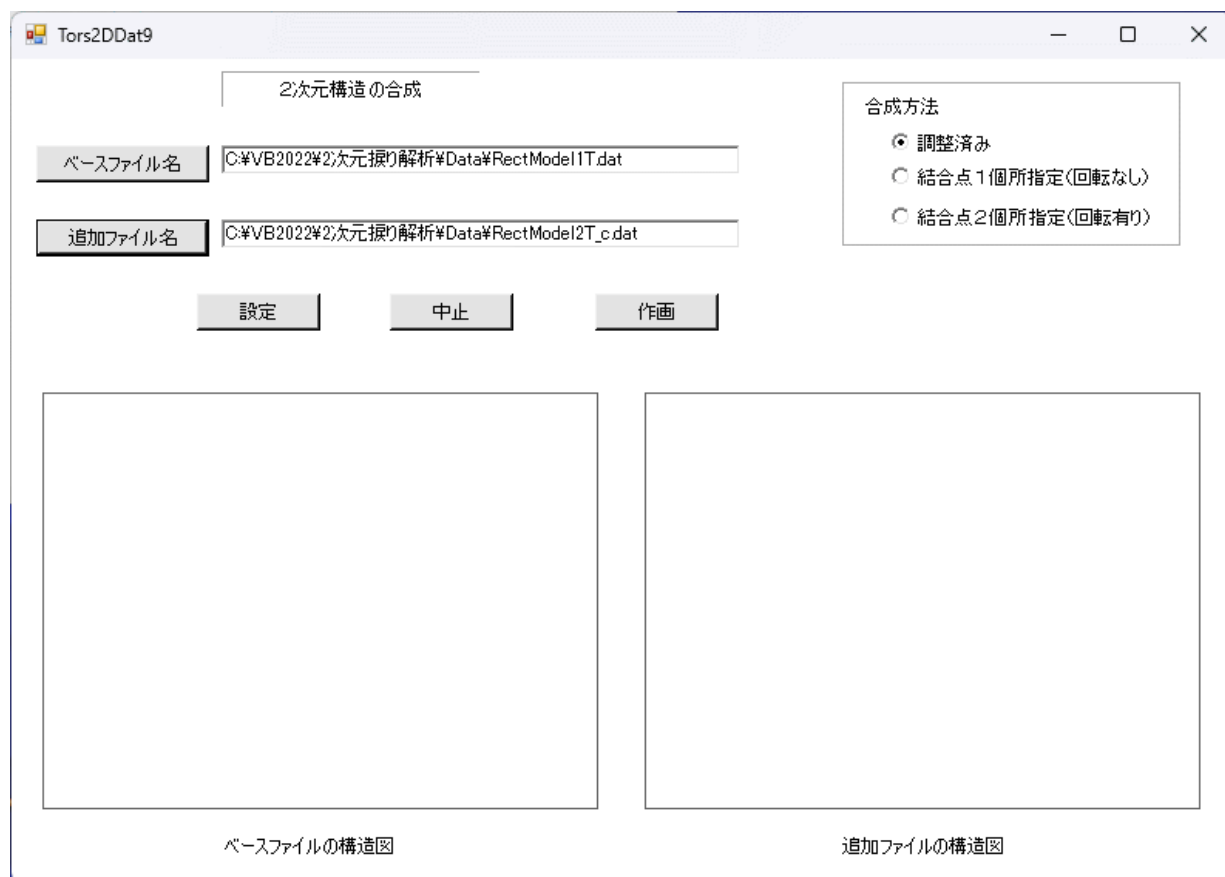 Tors2DDat9
2次元構造の合成
合成方法
調整済み
ベースファイル名
C:¥VB2022¥2次元捩り解析¥Data¥RectModel1T.dat
結合点1個所指定(回転なし)
結合点2個所指定(回転有り)
追加ファイル名
C:¥VB2022¥2次元捩り解析¥Data¥RectModel2T_c.dat
設定
中止
作画
ベースファイルの構造図
追加ファイルの構造図